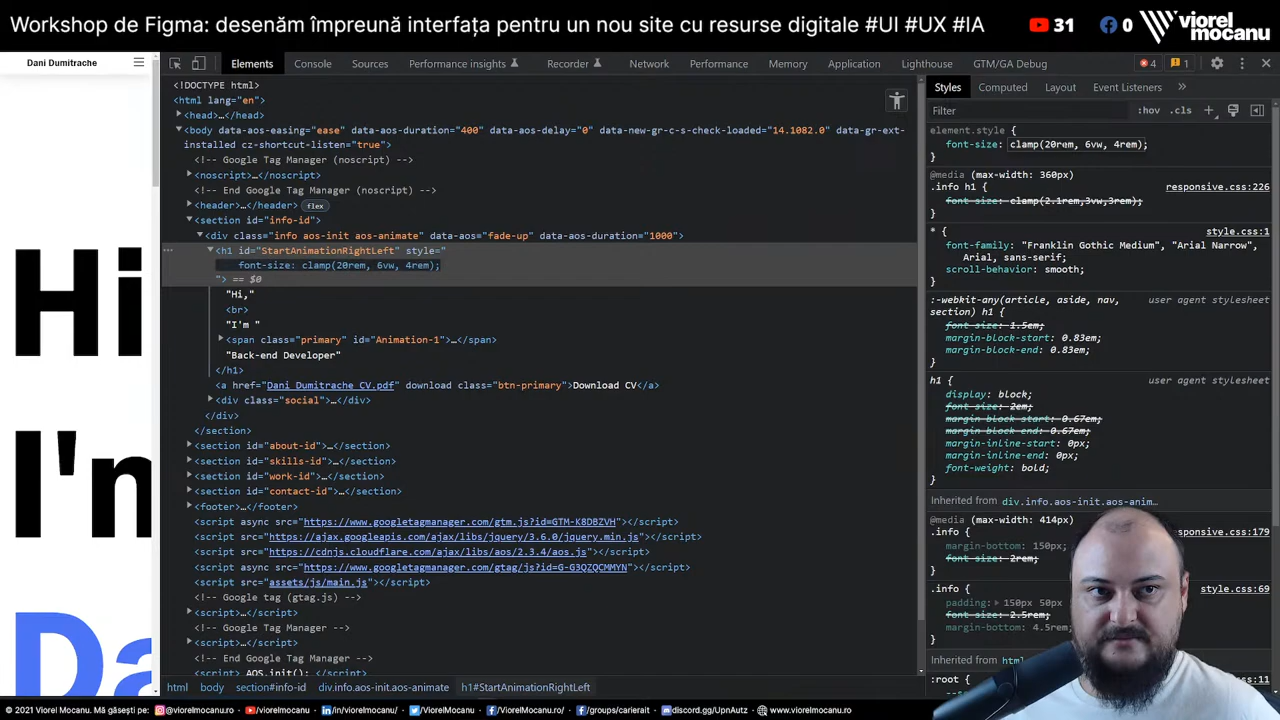 Workshop de Figma: desenăm împreună interfața pentru un nou site cu resurse digitale #UI #UX #IA
31
0
viorel
mocanu
Dani Dumitrache
Elements Console Sources Performance insights Recorder Network Performance Memory Application Lighthouse GTM/GA Debug
4 1
<!DOCTYPE html>
<html lang="en">
<head>…</head>
<body data-aos-easing="ease" data-aos-duration="400" data-aos-delay="0" data-new-gr-c-s-check-loaded="14.1082.0" data-gr-ext-
installed cz-shortcut-listen="true">
<!-- Google Tag Manager (noscript) -->
<noscript>…</noscript>
<!-- End Google Tag Manager (noscript) -->
<header>…</header> flex
<section id="info-id">
<div class="info aos-init aos-animate" data-aos="fade-up" data-aos-duration="1000">
<h1 id="StartAnimationRightLeft" style="
font-size: clamp(20rem, 6vw, 4rem);
"> == $0
"Hi,"
<br>
"I'm "
<span class="primary" id="Animation-1">…</span>
"Back-end Developer"
</h1>
<a href="Dani Dumitrache CV.pdf" download class="btn-primary">Download CV</a>
<div class="social">…</div>
</div>
</section>
<section id="about-id">…</section>
<section id="skills-id">…</section>
<section id="work-id">…</section>
<section id="contact-id">…</section>
<footer>…</footer>
<script async src="https://www.googletagmanager.com/gtm.js?id=GTM-K8DBZVH"></script>
<script src="https://ajax.googleapis.com/ajax/libs/jquery/3.6.0/jquery.min.js"></script>
<script src="https://cdnjs.cloudflare.com/ajax/libs/aos/2.3.4/aos.js"></script>
<script async src="https://www.googletagmanager.com/gtag/js?id=G-G3QZQCMMYN"></script>
<script src="assets/js/main.js"></script>
<!-- Google tag (gtag.js) -->
<script>…</script>
<!-- Google Tag Manager -->
<script>…</script>
<!-- End Google Tag Manager -->
<script> AOS.init(); </script>
html body section#info-id div.info.aos-init.aos-animate h1#StartAnimationRightLeft
Hi
I'm
Da
Styles Computed Layout Event Listeners
Filter :hov .cls
element.style {
font-size: clamp(20rem, 6vw, 4rem);
}
@media (max-width: 360px)
.info h1 { responsive.css:226
font-size: clamp(2.1rem,3vw,3rem);
}
* { style.css:1
font-family: "Franklin Gothic Medium", "Arial Narrow",
Arial, sans-serif;
scroll-behavior: smooth;
}
:-webkit-any(article, aside, nav, user agent stylesheet
section) h1 {
font-size: 1.5em;
margin-block-start: 0.83em;
margin-block-end: 0.83em;
}
h1 { user agent stylesheet
display: block;
font-size: 2em;
margin-block-start: 0.67em;
margin-block-end: 0.67em;
margin-inline-start: 0px;
margin-inline-end: 0px;
font-weight: bold;
}
Inherited from div.info.aos-init.aos-anim…
@media (max-width: 414px)
.info { responsive.css:179
margin-bottom: 150px;
font-size: 2rem;
}
.info { style.css:69
padding: 150px 50px
font-size: 2.5rem;
margin-bottom: 4.5rem;
}
Inherited from html
:root {
© 2021 Viorel Mocanu. Mă găsești pe: @viorelmocanu.ro /viorelmocanu in/viorelmocanu/ /ViorelMocanu /ViorelMocanu.ro/ /groups/carierait discord.gg/UpnAutz www.viorelmocanu.ro